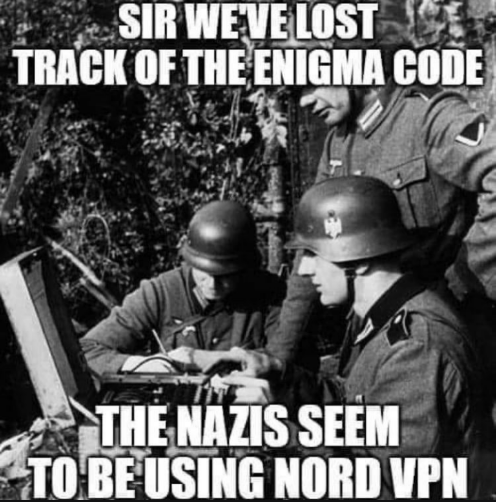 SIR WE'VE LOST
TRACK OF THE ENIGMA CODE
THE NAZIS SEEM
TO BE USING NORD VPN